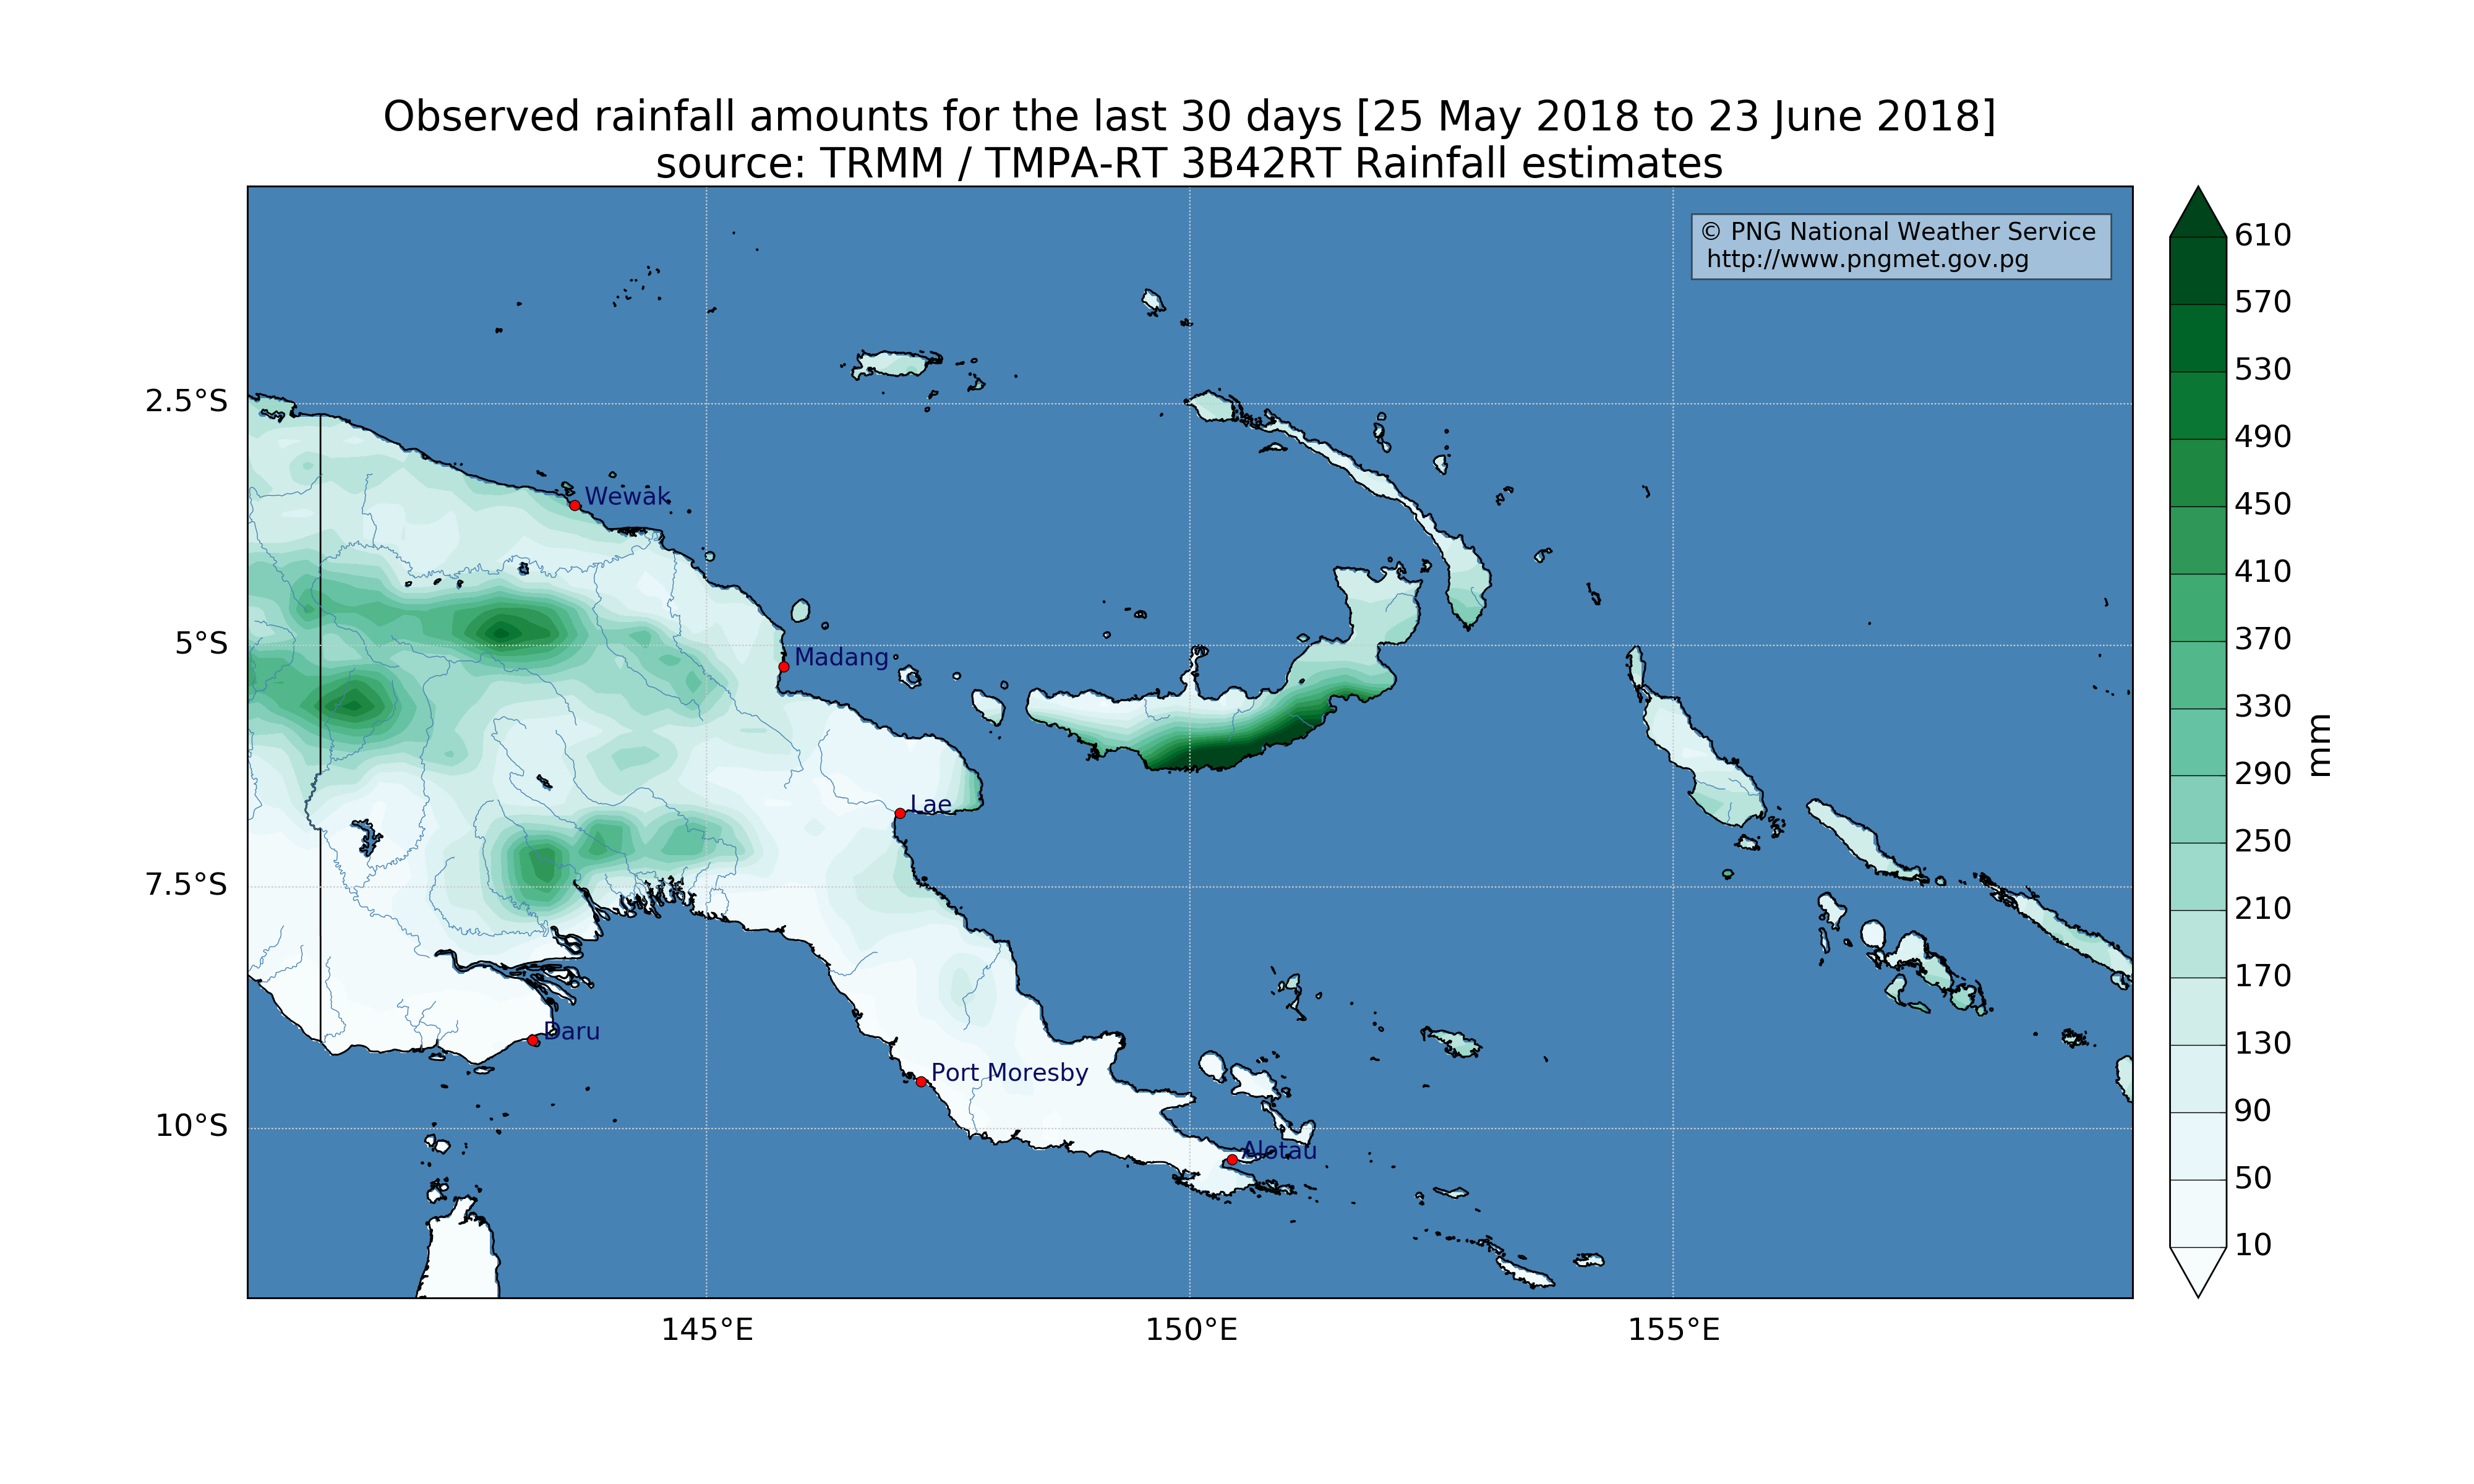 Observed rainfall amounts for the last 30 days [25 May 2018 to 23 June 2018]
source: TRMM / TMPA-RT 3B42RT Rainfall estimates
© PNG National Weather Service
http://www.pngmet.gov.pg
610
570
530
490
450
410
370
330
290
250
210
170
130
90
50
10
mm
2.5°S
5°S
7.5°S
10°S
Wewak
Madang
Lae
Daru
Port Moresby
Alotau
145°E
150°E
155°E